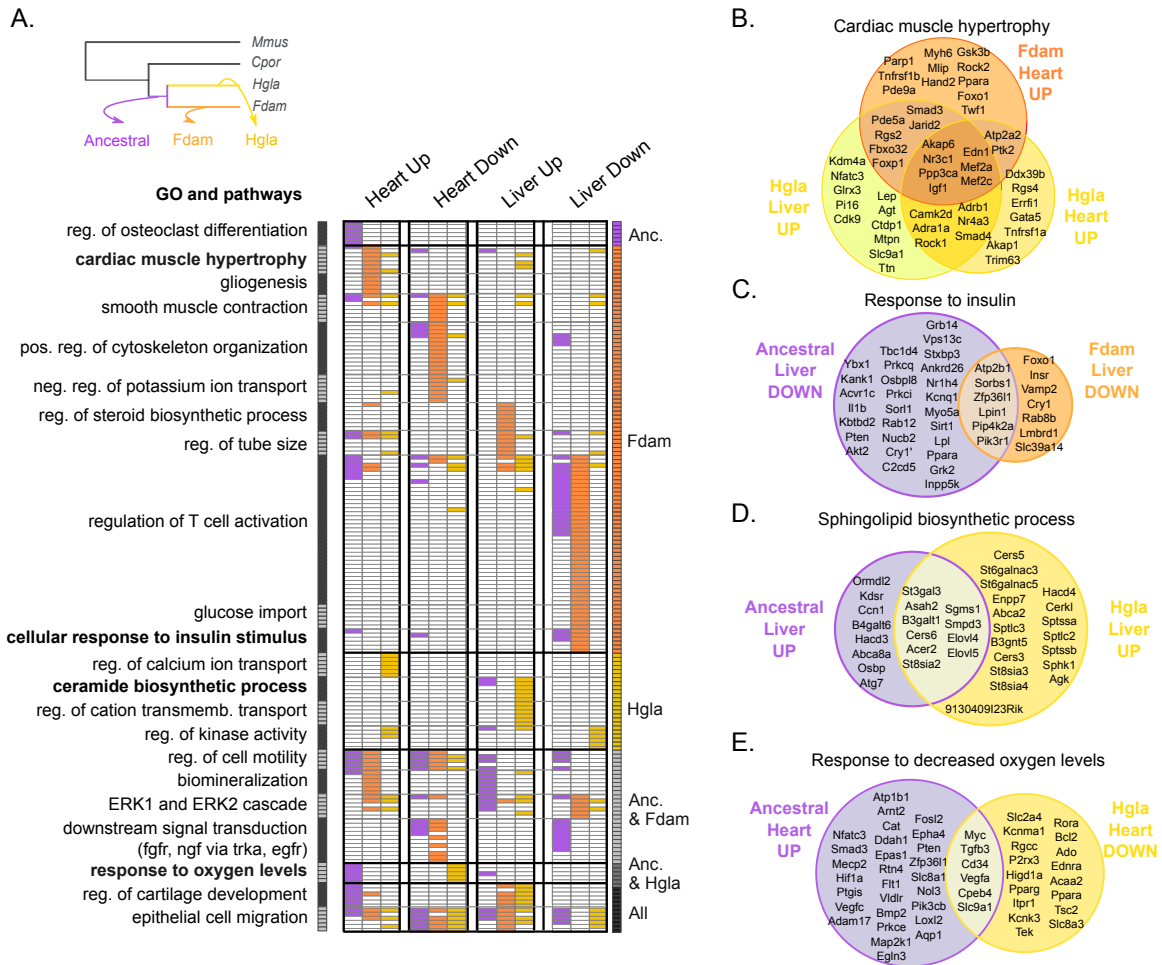 A.
Mmus
Cpor
Hgla
Fdam
Ancestral
Fdam
Hgla
GO and pathways
Heart Up
Heart Down
Liver Up
Liver Down
reg. of osteoclast differentiation
cardiac muscle hypertrophy
gliogenesis
smooth muscle contraction
pos. reg. of cytoskeleton organization
neg. reg. of potassium ion transport
reg. of steroid biosynthetic process
reg. of tube size
regulation of T cell activation
glucose import
cellular response to insulin stimulus
reg. of calcium ion transport
ceramide biosynthetic process
reg. of cation transmemb. transport
reg. of kinase activity
reg. of cell motility
biomineralization
ERK1 and ERK2 cascade
downstream signal transduction
(fgfr, ngf via trka, egfr)
response to oxygen levels
reg. of cartilage development
epithelial cell migration
Anc.
Fdam
Hgla
Anc.
& Fdam
Anc.
& Hgla
All
B.
Cardiac muscle hypertrophy
Fdam
Heart
UP
Hgla
Liver
UP
Hgla
Heart
UP
Parp1
Tnfrsf1b
Pde9a
Myh6
Mlip
Hand2
Gsk3b
Rock2
Ppara
Foxo1
Twf1
Pde5a
Rgs2
Fbxo32
Foxp1
Smad3
Jarid2
Atp2a2
Ptk2
Akap6
Nr3c1
Ppp3ca
Igf1
Edn1
Mef2a
Mef2c
Kdm4a
Nfatc3
Glrx3
Pi16
Cdk9
Lep
Agt
Ctdp1
Mtpn
Slc9a1
Ttn
Camk2d
Adra1a
Rock1
Adrb1
Nr4a3
Smad4
Ddx39b
Rgs4
Errfi1
Gata5
Tnfrsf1a
Akap1
Trim63
C.
Response to insulin
Ancestral
Liver
DOWN
Fdam
Liver
DOWN
Ybx1
Kank1
Acvr1c
Il1b
Kbtbd2
Pten
Akt2
Tbc1d4
Prkcq
Osbpl8
Prkci
Sorl1
Rab12
Nucb2
Cry1'
C2cd5
Grb14
Vps13c
Stxbp3
Ankrd26
Nr1h4
Kcnq1
Myo5a
Sirt1
Lpl
Ppara
Grk2
Inpp5k
Atp2b1
Sorbs1
Zfp36l1
Lpin1
Pip4k2a
Pik3r1
Foxo1
Insr
Vamp2
Cry1
Rab8b
Lmbrd1
Slc39a14
D.
Sphingolipid biosynthetic process
Ancestral
Liver
UP
Hgla
Liver
UP
Ormdl2
Kdsr
Ccn1
B4galt6
Hacd3
Abca8a
Osbp
Atg7
St3gal3
Asah2
B3galt1
Cers6
Acer2
St8sia2
Sgms1
Smpd3
Elovl4
Elovl5
Cers5
St6galnac3
St6galnac5
Enpp7
Abca2
Sptlc3
B3gnt5
Cers3
St8sia3
St8sia4
9130409I23Rik
Hacd4
Cerkl
Sptssa
Sptlc2
Sptssb
Sphk1
Agk
E.
Response to decreased oxygen levels
Ancestral
Heart
UP
Hgla
Heart
DOWN
Nfatc3
Smad3
Mecp2
Hif1a
Ptgis
Vegfc
Adam17
Atp1b1
Arnt2
Cat
Ddah1
Epas1
Rtn4
Flt1
Vldlr
Bmp2
Prkce
Map2k1
Egln3
Fosl2
Epha4
Pten
Zfp36l1
Slc8a1
Nol3
Pik3cb
Loxl2
Aqp1
Myc
Tgfb3
Cd34
Vegfa
Cpeb4
Slc9a1
Slc2a4
Kcnma1
Rgcc
P2rx3
Higd1a
Pparg
Itpr1
Kcnk3
Tek
Rora
Bcl2
Ado
Ednra
Acaa2
Ppara
Tsc2
Slc8a3